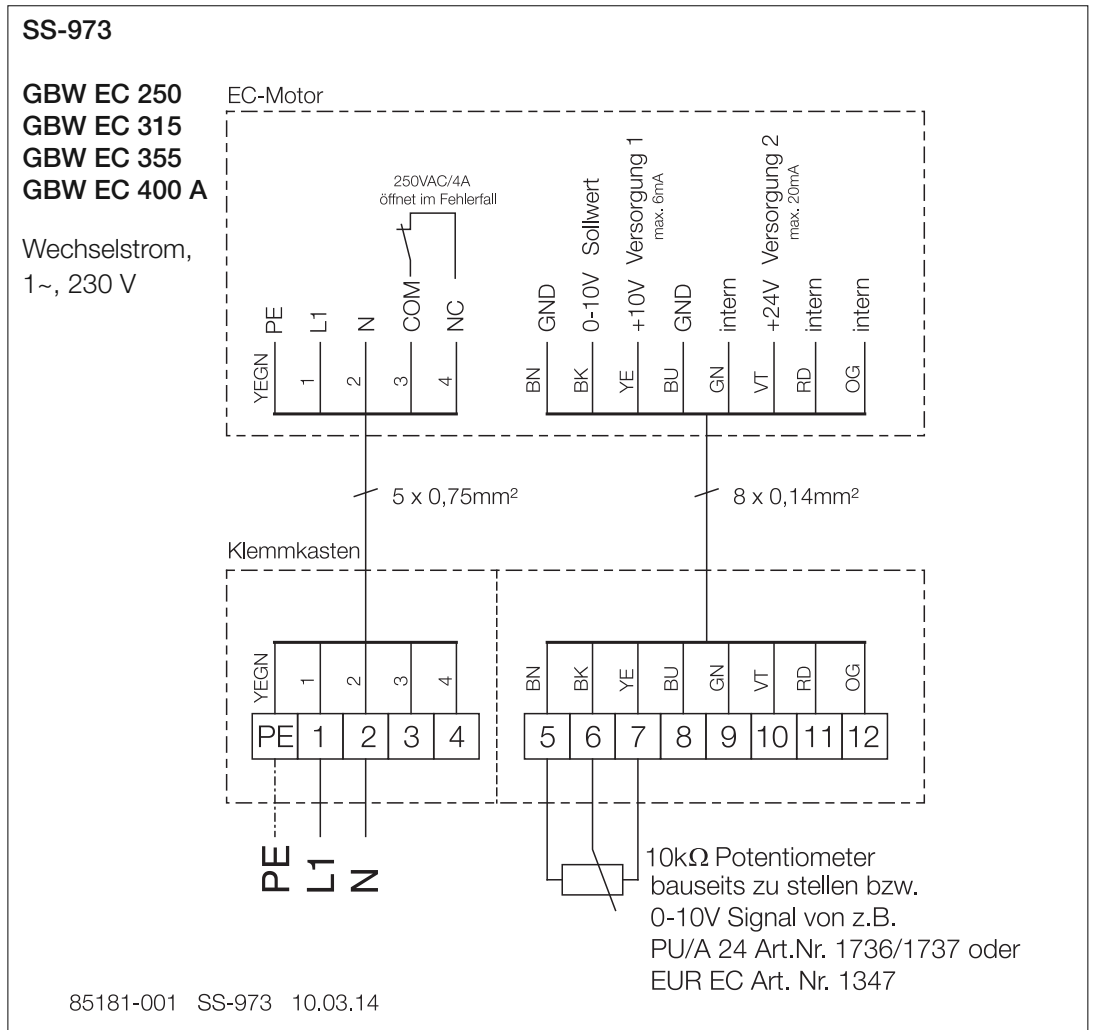 SS-973
GBW EC 250
GBW EC 315
GBW EC 355
GBW EC 400 A
Wechselstrom,
1~, 230 V
EC-Motor
250VAC/4A
öffnet im Fehlerfall
PE
L1
N
COM
NC
GND
0-10V Sollwert
+10V Versorgung 1
max. 6mA
GND
intern
+24V Versorgung 2
max. 20mA
intern
intern
YEGN 1 2 3 4
BN BK YE BU GN VT RD OG
5 x 0,75mm²
8 x 0,14mm²
Klemmkasten
YEGN 1 2 3 4
BN BK YE BU GN VT RD OG
PE 1 2 3 4
5 6 7 8 9 10 11 12
PE
L1
N
10kΩ Potentiometer
bauseits zu stellen bzw.
0-10V Signal von z.B.
PU/A 24 Art.Nr. 1736/1737 oder
EUR EC Art. Nr. 1347
85181-001 SS-973 10.03.14